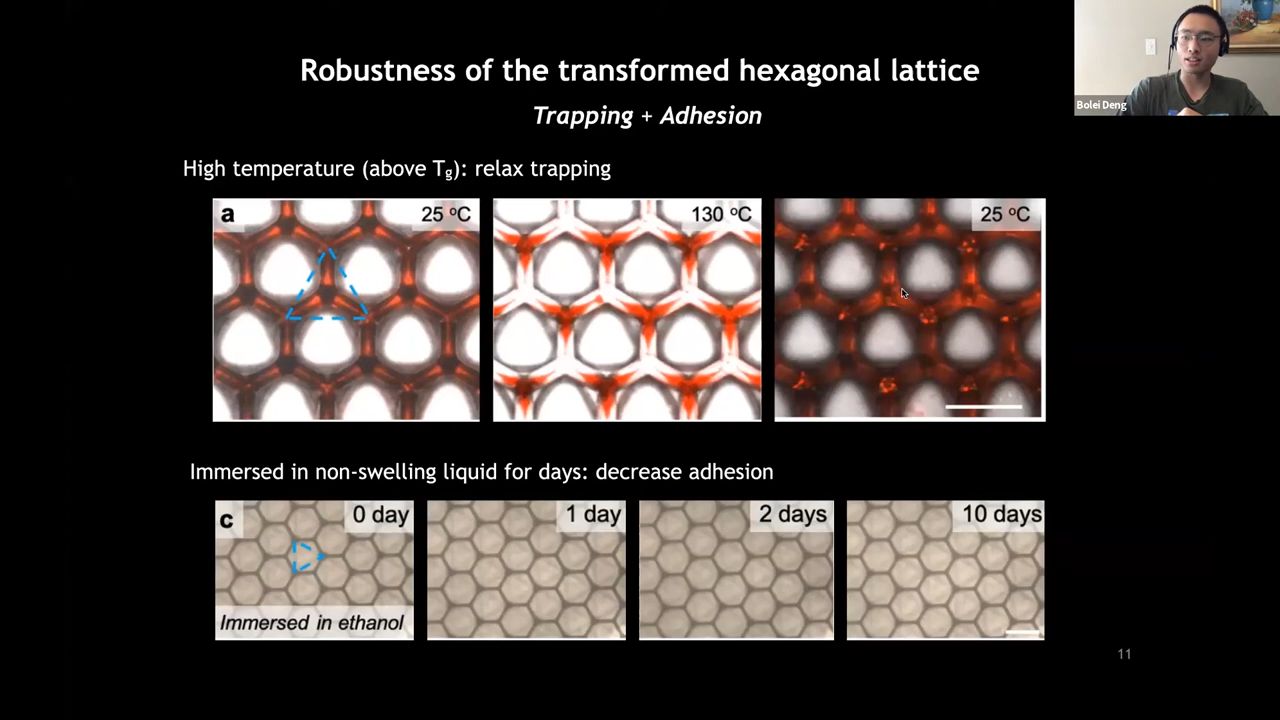 Robustness of the transformed hexagonal lattice
Trapping + Adhesion
Bolei Deng
High temperature (above Tg): relax trapping
a 25 ºC
130 ºC
25 ºC
Immersed in non-swelling liquid for days: decrease adhesion
c 0 day
1 day
2 days
10 days
Immersed in ethanol
11